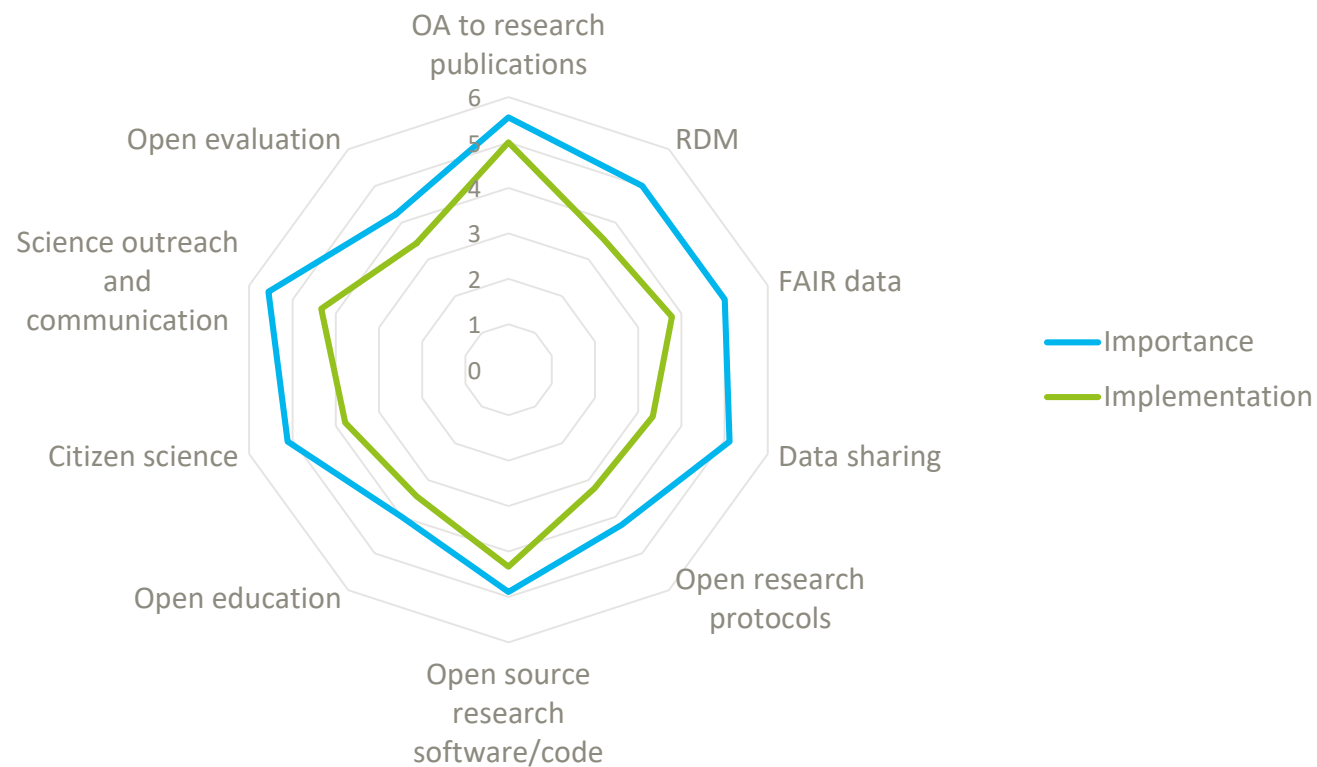 OA to research
publications
6
5
4
3
2
1
0
RDM
FAIR data
Data sharing
Open research
protocols
Open source
research
software/code
Open education
Citizen science
Science outreach
and
communication
Open evaluation
Importance
Implementation